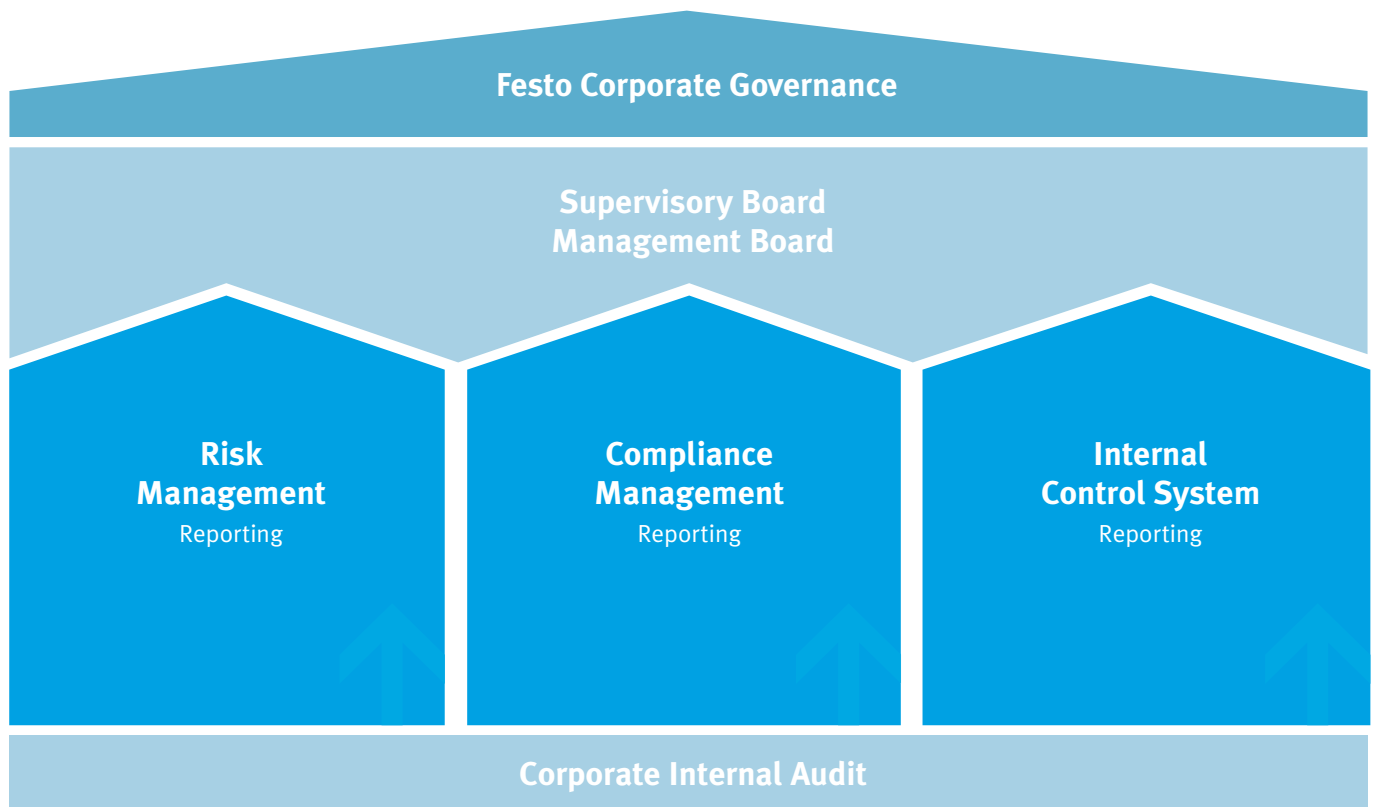 Festo Corporate Governance
Supervisory Board
Management Board
Risk
Management
Reporting
Compliance
Management
Reporting
Internal
Control System
Reporting
Corporate Internal Audit